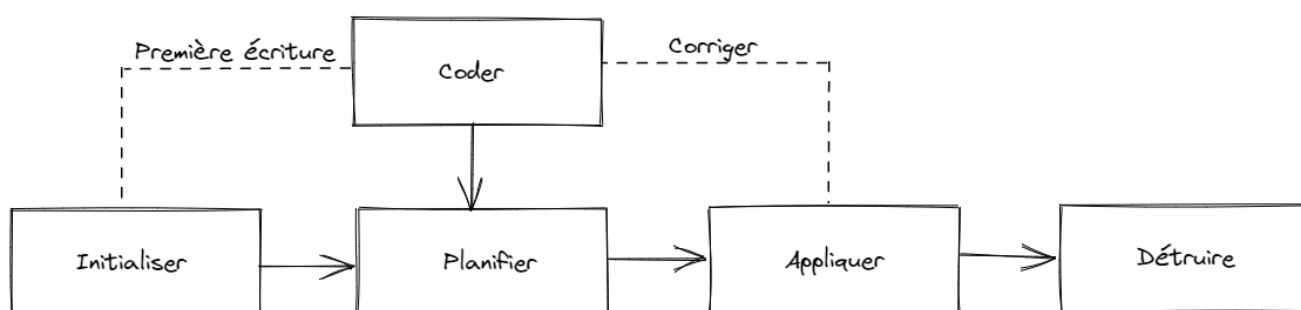 Première écriture
Corriger
Coder
Initialiser
Planifier
Appliquer
Détruire